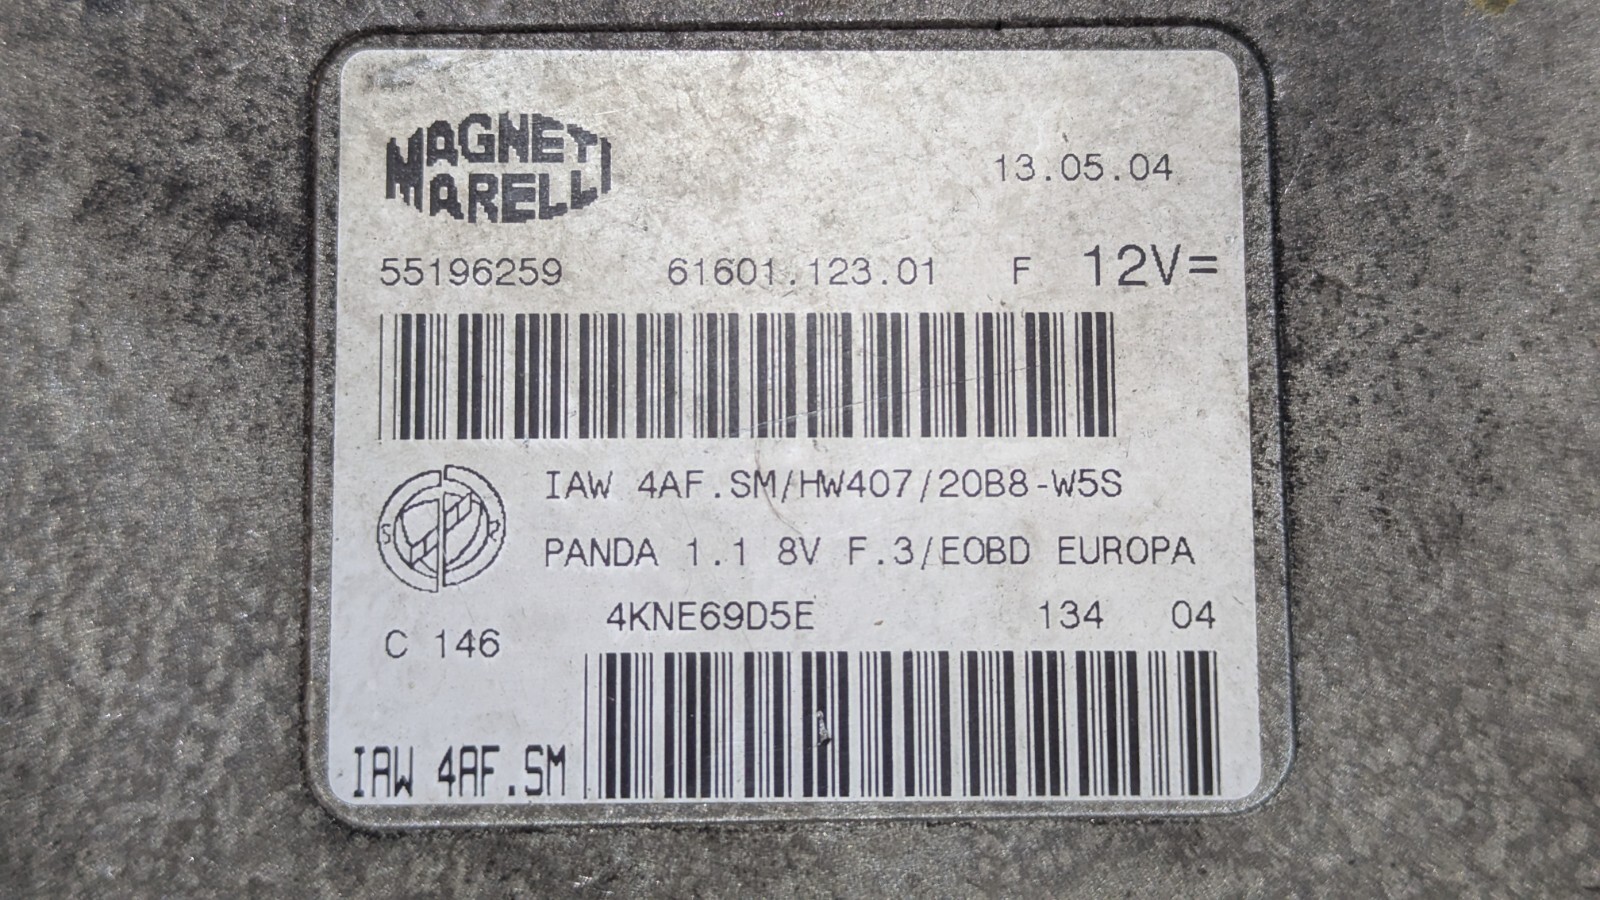 MAGNETI
MARELLI
13.05.04
55196259 61601.123.01 F 12V=
IAW 4AF.SM/HW407/20B8-W5S
S R
PANDA 1.1 8V F.3/EOBD EUROPA
4KNE69D5E 134 04
C 146
IAW 4AF.SM